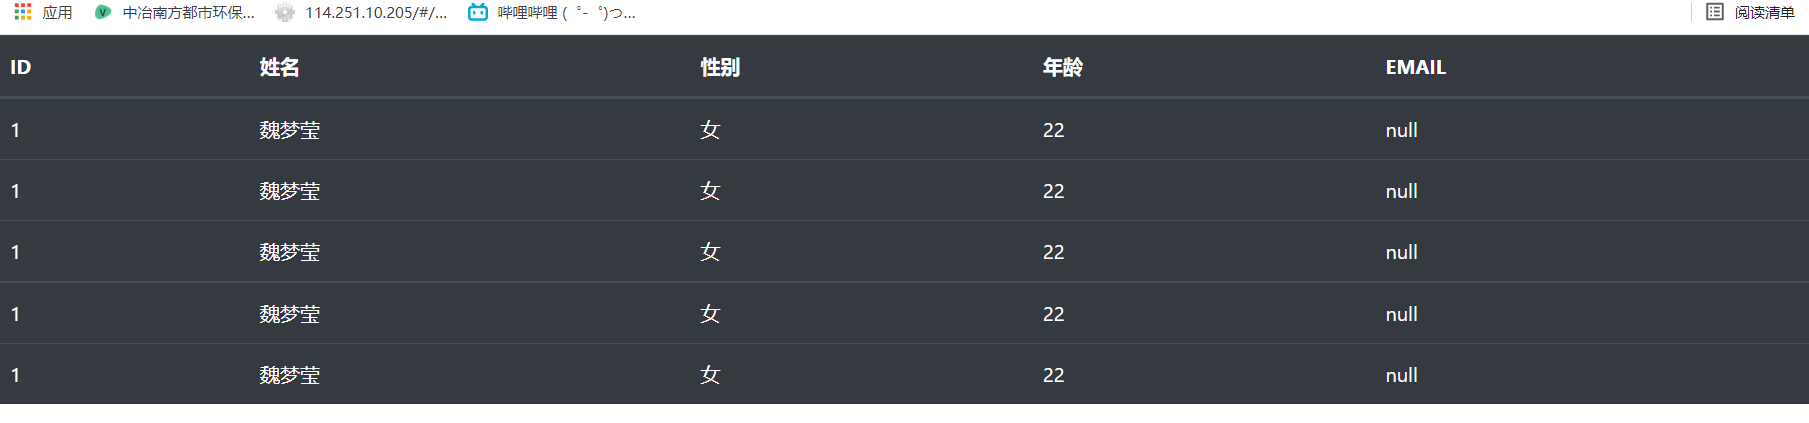 应用 中冶南方都市环保... 114.251.10.205/#/... 哔哩哔哩 ( ゜- ゜)つ... 阅读清单
ID 姓名 性别 年龄 EMAIL
1 魏梦莹 女 22 null
1 魏梦莹 女 22 null
1 魏梦莹 女 22 null
1 魏梦莹 女 22 null
1 魏梦莹 女 22 null